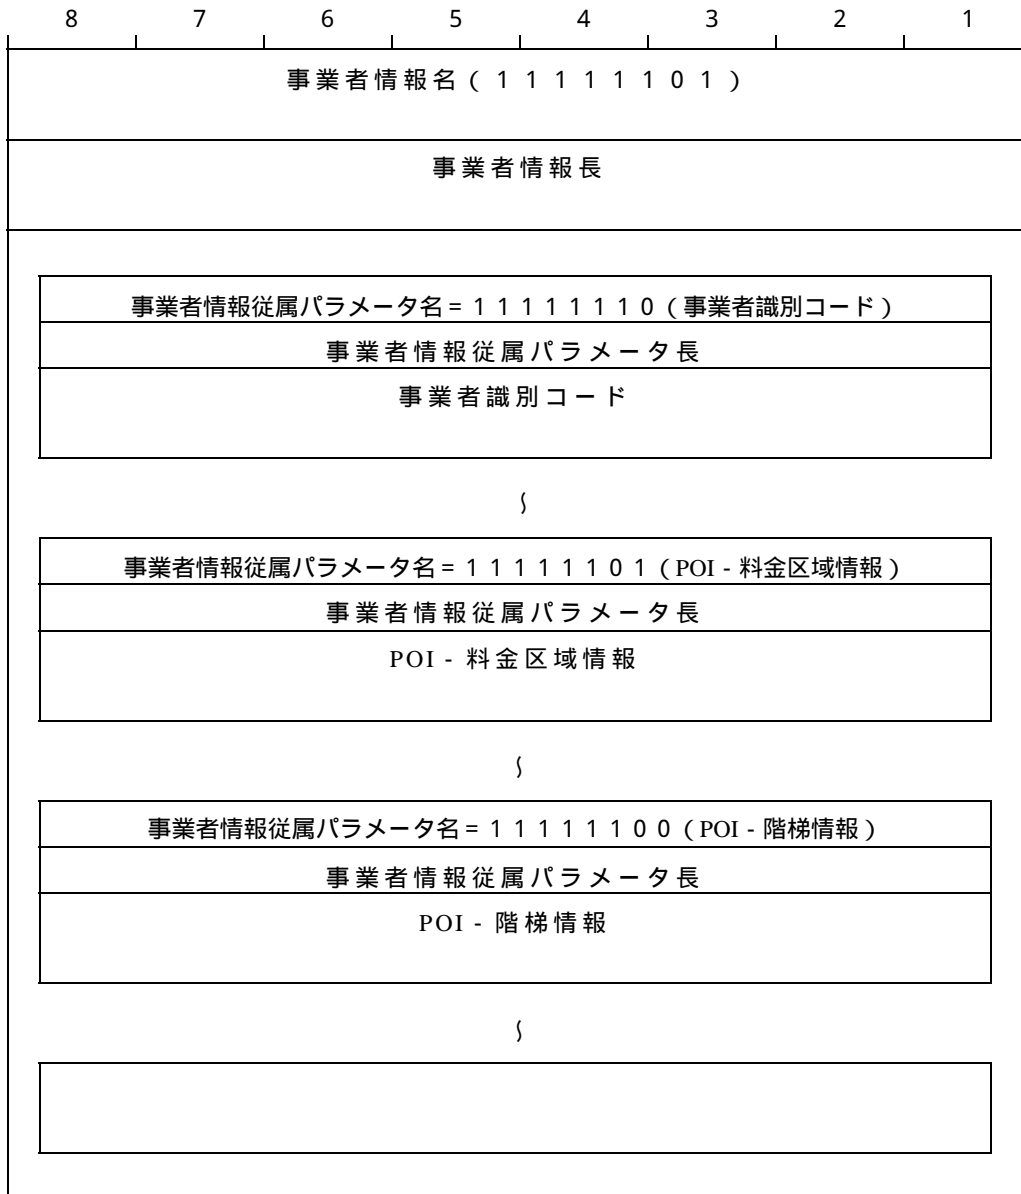 8 7 6 5 4 3 2 1
事業者情報名(11111101)
事業者情報長
事業者情報従属パラメータ名=11111110(事業者識別コード)
事業者情報従属パラメータ長
事業者識別コード
~
事業者情報従属パラメータ名=11111101(POI-料金区域情報)
事業者情報従属パラメータ長
POI-料金区域情報
~
事業者情報従属パラメータ名=11111100(POI-階梯情報)
事業者情報従属パラメータ長
POI-階梯情報
~